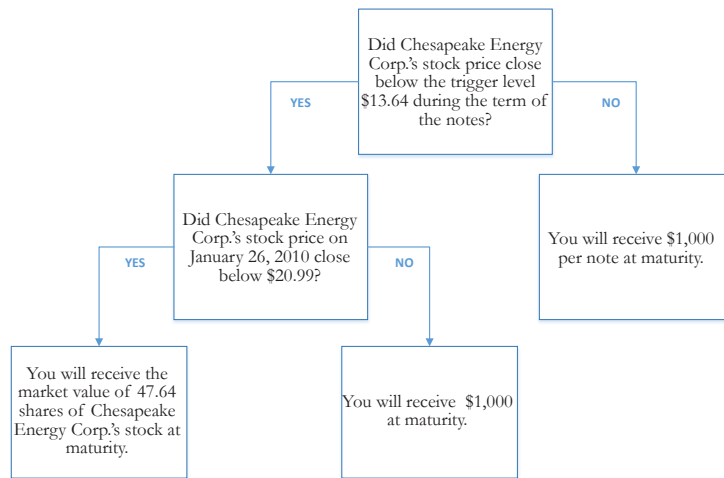 Did Chesapeake Energy
Corp.'s stock price close
below the trigger level
$13.64 during the term of
the notes?
YES
NO
Did Chesapeake Energy
Corp.'s stock price on
January 26, 2010 close
below $20.99?
You will receive $1,000
per note at maturity.
YES
NO
You will receive the
market value of 47.64
shares of Chesapeake
Energy Corp.'s stock at
maturity.
You will receive $1,000
at maturity.